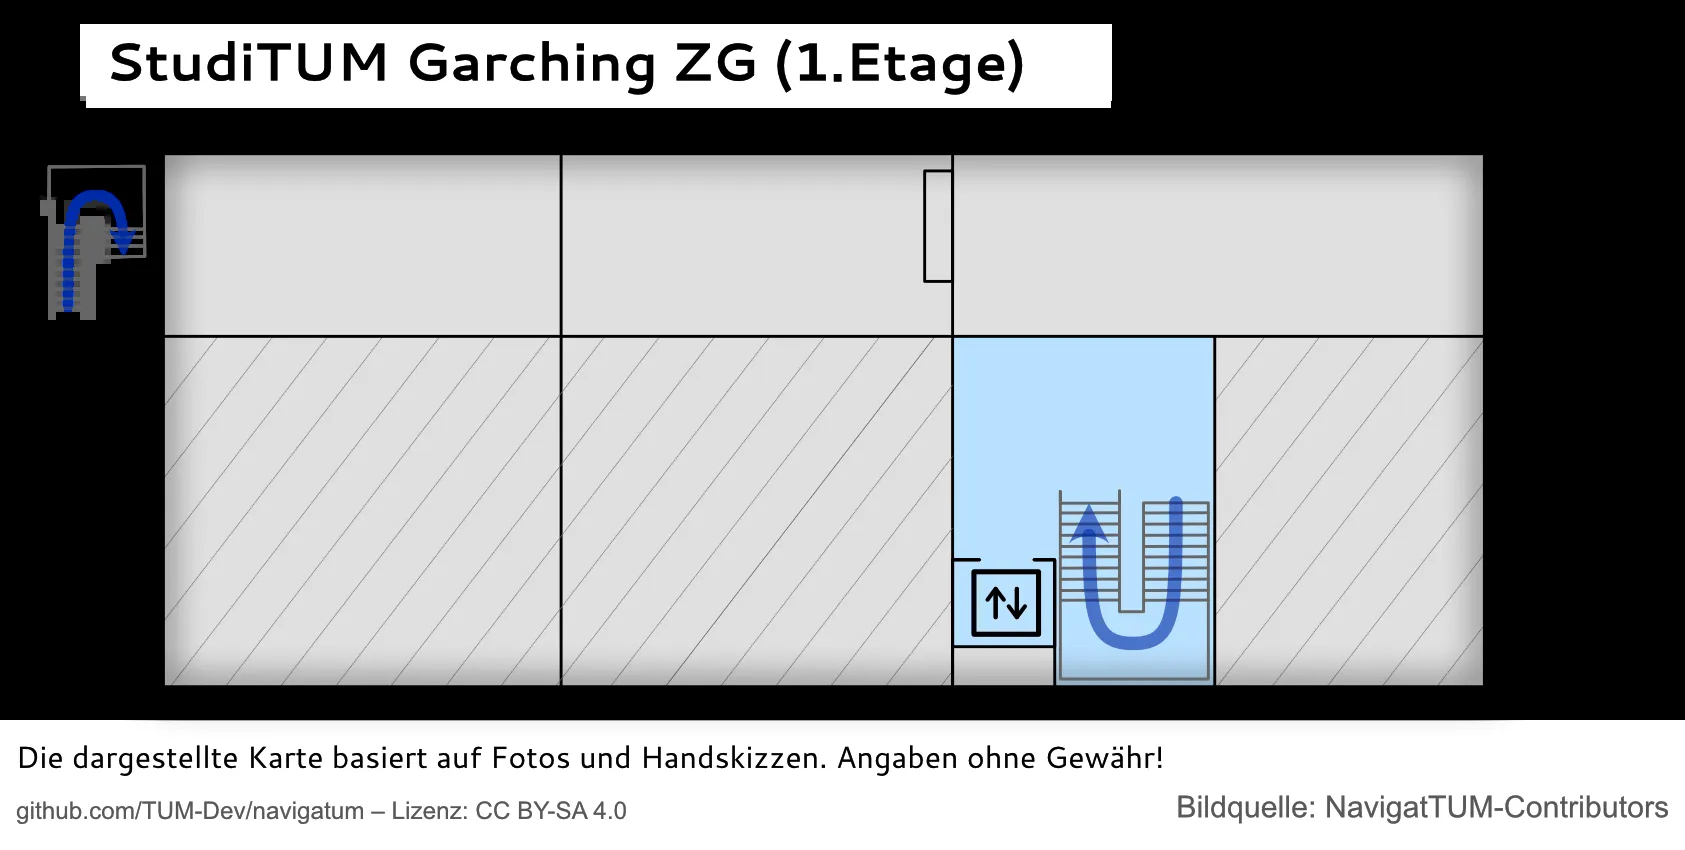 StudiTUM Garching ZG (1.Etage)
Die dargestellte Karte basiert auf Fotos und Handskizzen. Angaben ohne Gewähr!
github.com/TUM-Dev/navigatum – Lizenz: CC BY-SA 4.0
Bildquelle: NavigatTUM-Contributors